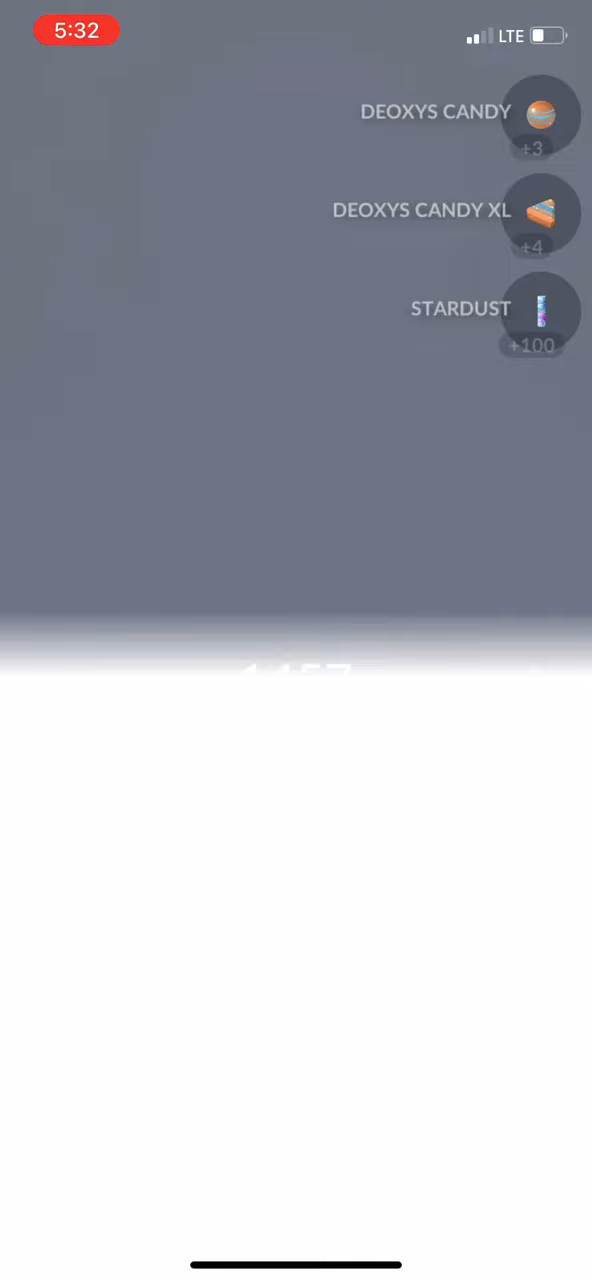 5:32
LTE
DEOXYS CANDY
+3
DEOXYS CANDY XL
+4
STARDUST
+100